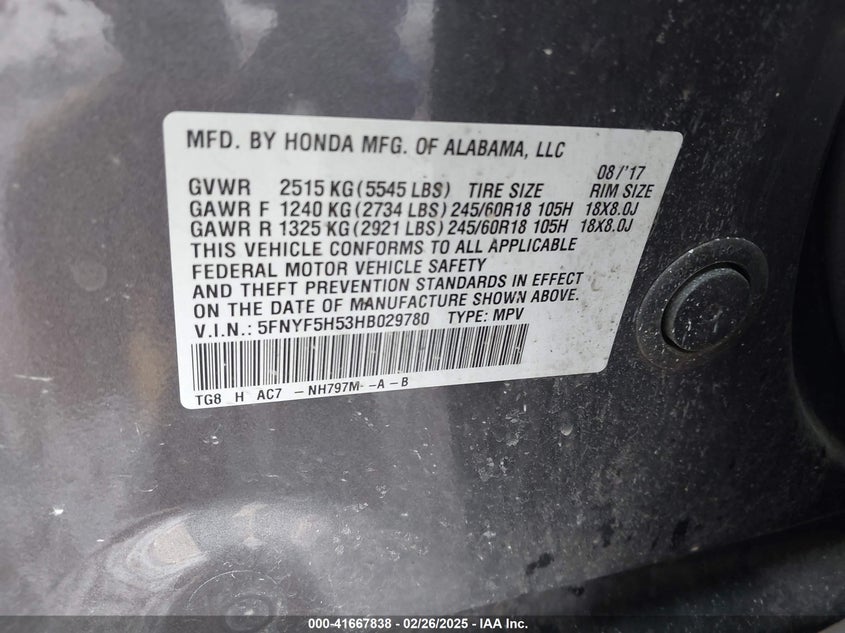 MFD. BY HONDA MFG. OF ALABAMA, LLC
08/'17
GVWR 2515 KG (5545 LBS) TIRE SIZE RIM SIZE
GAWR F 1240 KG (2734 LBS) 245/60R18 105H 18X8.0J
GAWR R 1325 KG (2921 LBS) 245/60R18 105H 18X8.0J
THIS VEHICLE CONFORMS TO ALL APPLICABLE
FEDERAL MOTOR VEHICLE SAFETY
AND THEFT PREVENTION STANDARDS IN EFFECT
ON THE DATE OF MANUFACTURE SHOWN ABOVE.
V.I.N.: 5FNYF5H53HB029780 TYPE: MPV
TG8 H AC7 -NH797M--A-B
000-41667838 - 02/26/2025 - IAA Inc.